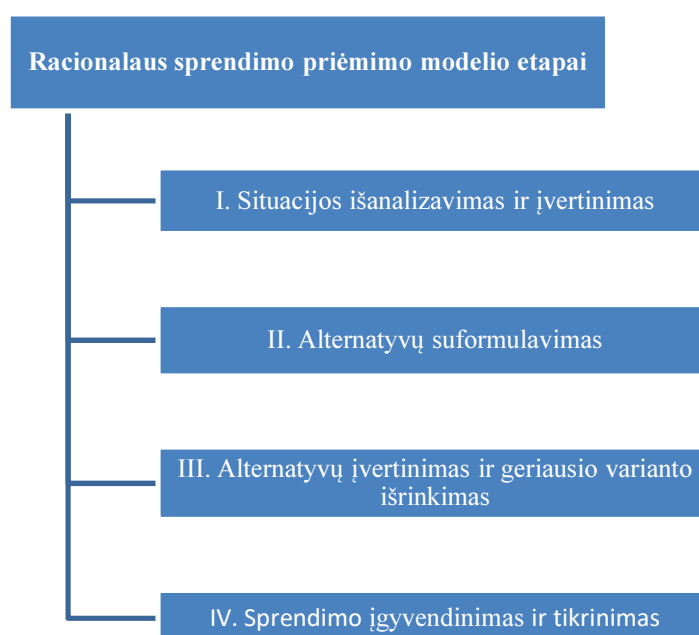 Racionalaus sprendimo priėmimo modelio etapai
I. Situacijos išanalizavimas ir įvertinimas
II. Alternatyvų suformulavimas
III. Alternatyvų įvertinimas ir geriausio varianto
išrinkimas
IV. Sprendimo įgyvendinimas ir tikrinimas